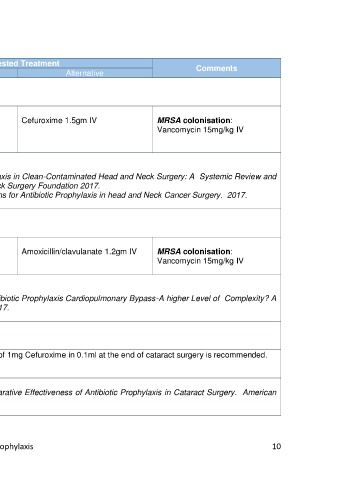 ested Treatment
Comments
Alternative
Cefuroxime 1.5gm IV
MRSA colonisation:
Vancomycin 15mg/kg IV
axis in Clean-Contaminated Head and Neck Surgery: A Systemic Review and
ck Surgery Foundation 2017.
ns for Antibiotic Prophylaxis in head and Neck Cancer Surgery. 2017.
Amoxicillin/clavulanate 1.2gm IV
MRSA colonisation:
Vancomycin 15mg/kg IV
biotic Prophylaxis Cardiopulmonary Bypass-A higher Level of Complexity? A
17.
of 1mg Cefuroxime in 0.1ml at the end of cataract surgery is recommended.
arative Effectiveness of Antibiotic Prophylaxis in Cataract Surgery. American
ophylaxis
10